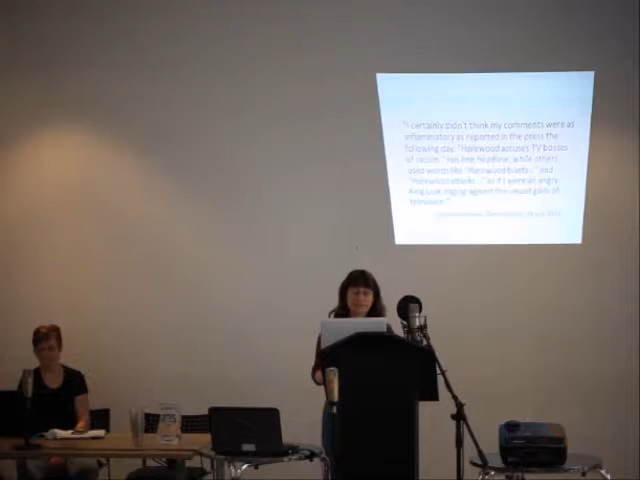 "I certainly didn't think my comments were as
inflammatory as reported in the press the
following day. "Harewood accuses TV bosses
of racism" ran one headline, while others
used words like "Harewood blasts..." and
"Harewood attacks..." as if I were an angry
King Lear, raging against the unjust gods of
television."